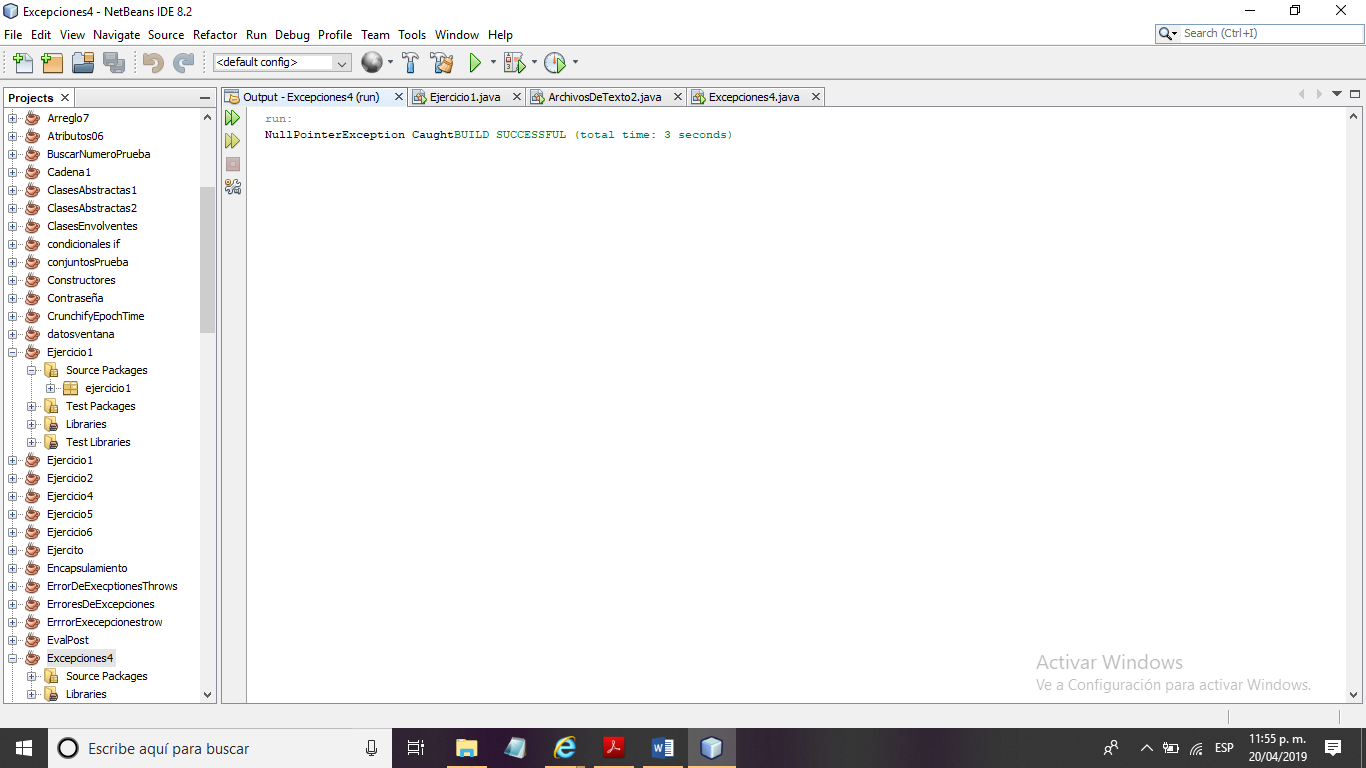 Excepciones4 - NetBeans IDE 8.2
File Edit View Navigate Source Refactor Run Debug Profile Team Tools Window Help
Search (Ctrl+I)
<default config>
Projects
Output - Excepciones4 (run) Ejercicio1.java ArchivosDeTexto2.java Excepciones4.java
Arreglo7
Atributos06
BuscarNumeroPrueba
Cadena1
ClasesAbstractas1
ClasesAbstractas2
ClasesEnvolventes
condicionales if
conjuntosPrueba
Constructores
Contraseña
CrunchifyEpochTime
datosventana
Ejercicio1
Source Packages
ejercicio1
Test Packages
Libraries
Test Libraries
Ejercicio1
Ejercicio2
Ejercicio4
Ejercicio5
Ejercicio6
Ejercito
Encapsulamiento
ErrorDeExecptionesThrows
ErroresDeExcepciones
ErrrorExecepcionestrow
EvalPost
Excepciones4
Source Packages
Libraries
run:
NullPointerException CaughtBUILD SUCCESSFUL (total time: 3 seconds)
Activar Windows
Ve a Configuración para activar Windows.
Escribe aquí para buscar
ESP
11:55 p. m.
20/04/2019